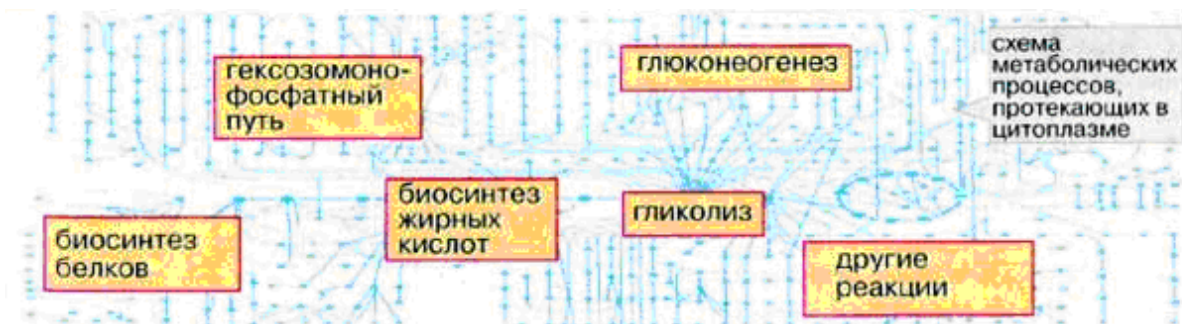 гексозомоно-
фосфатный
путь
глюконеогенез
схема
метаболических
процессов,
протекающих в
цитоплазме
биосинтез
белков
биосинтез
жирных
кислот
гликолиз
другие
реакции